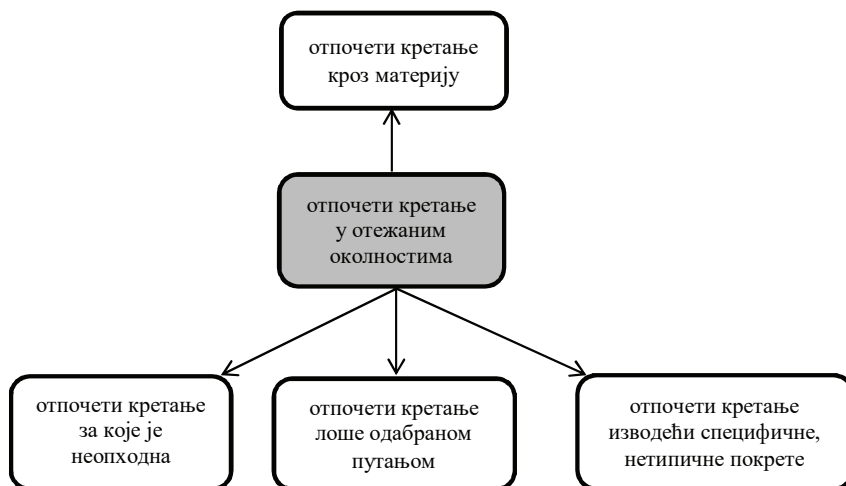 отпочети кретање
кроз материју
отпочети кретање
у отежаним
околностима
отпочети кретање
за које је
неопходна
отпочети кретање
лоше одабраном
путањом
отпочети кретање
изводећи специфичне,
нетипичне покрете